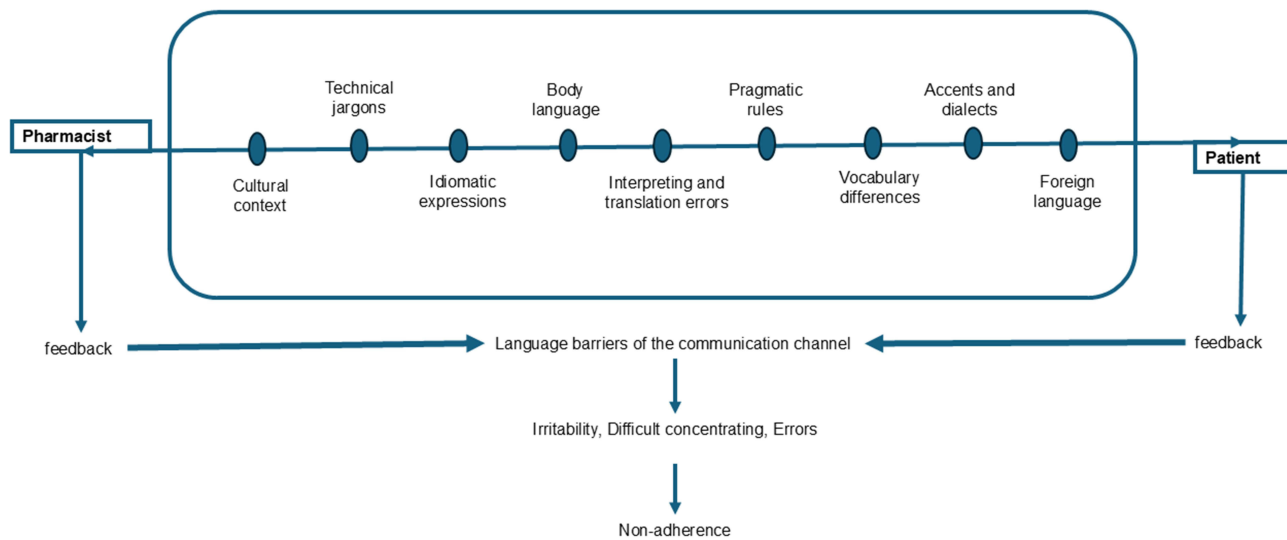 Technical
jargons
Body
language
Pragmatic
rules
Accents and
dialects
Pharmacist
Patient
Cultural
context
Idiomatic
expressions
Interpreting and
translation errors
Vocabulary
differences
Foreign
language
feedback
Language barriers of the communication channel
feedback
Irritability, Difficult concentrating, Errors
Non-adherence